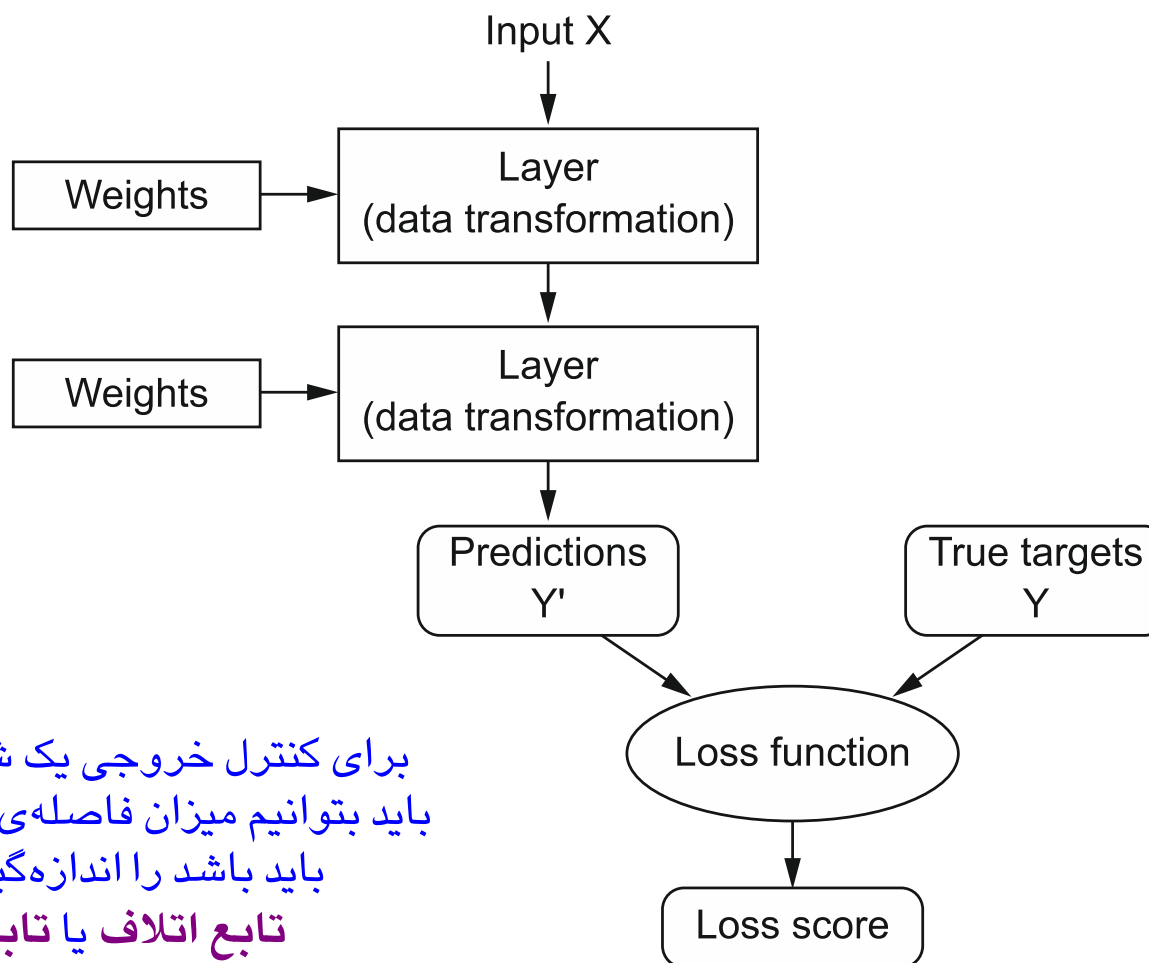 Input X
Weights
Layer
(data transformation)
Weights
Layer
(data transformation)
Predictions
Y'
True targets
Y
Loss function
برای کنترل خروجی یک
باید بتوانیم میزان فاصله‌ی
باید باشد را
تابع اتلاف یا
Loss score